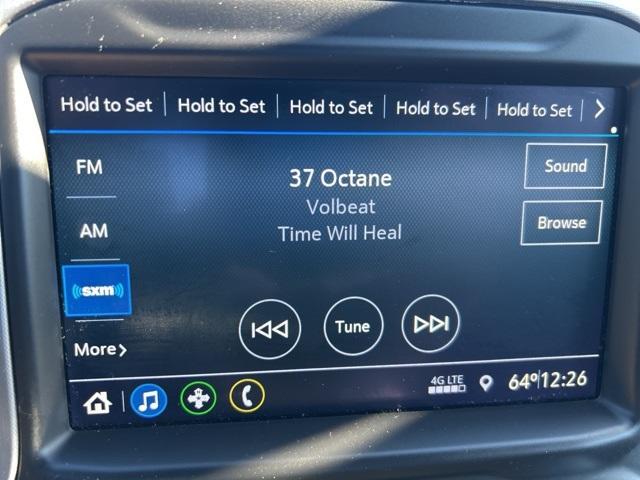 Hold to Set Hold to Set Hold to Set Hold to Set Hold to Set
FM
37 Octane
Sound
Volbeat
AM
Time Will Heal
Browse
sxm
Tune
More
4G LTE
64° 12:26